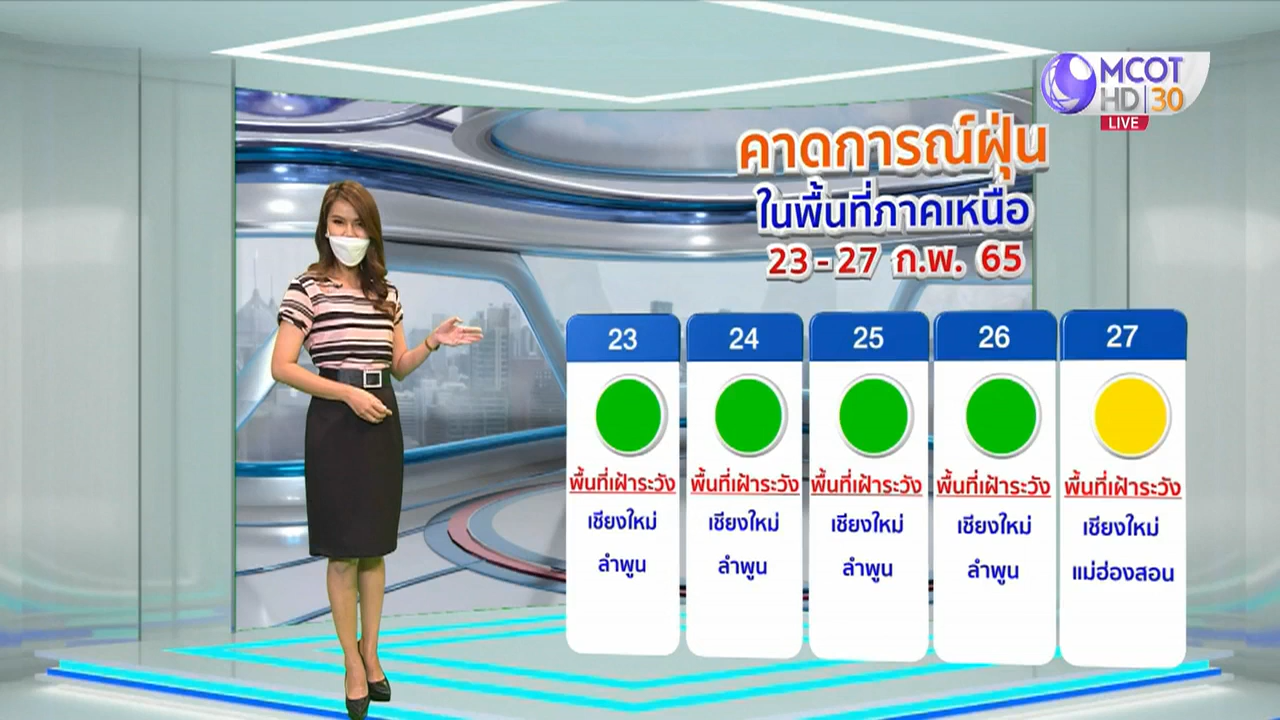 MCOT
HD 30
LIVE
คาดการณ์ฝุ่น
ในพื้นที่ภาคเหนือ
23 - 27 ก.พ. 65
23
พื้นที่เฝ้าระวัง
เชียงใหม่
ลำพูน
24
พื้นที่เฝ้าระวัง
เชียงใหม่
ลำพูน
25
พื้นที่เฝ้าระวัง
เชียงใหม่
ลำพูน
26
พื้นที่เฝ้าระวัง
เชียงใหม่
ลำพูน
27
พื้นที่เฝ้าระวัง
เชียงใหม่
แม่ฮ่องสอน